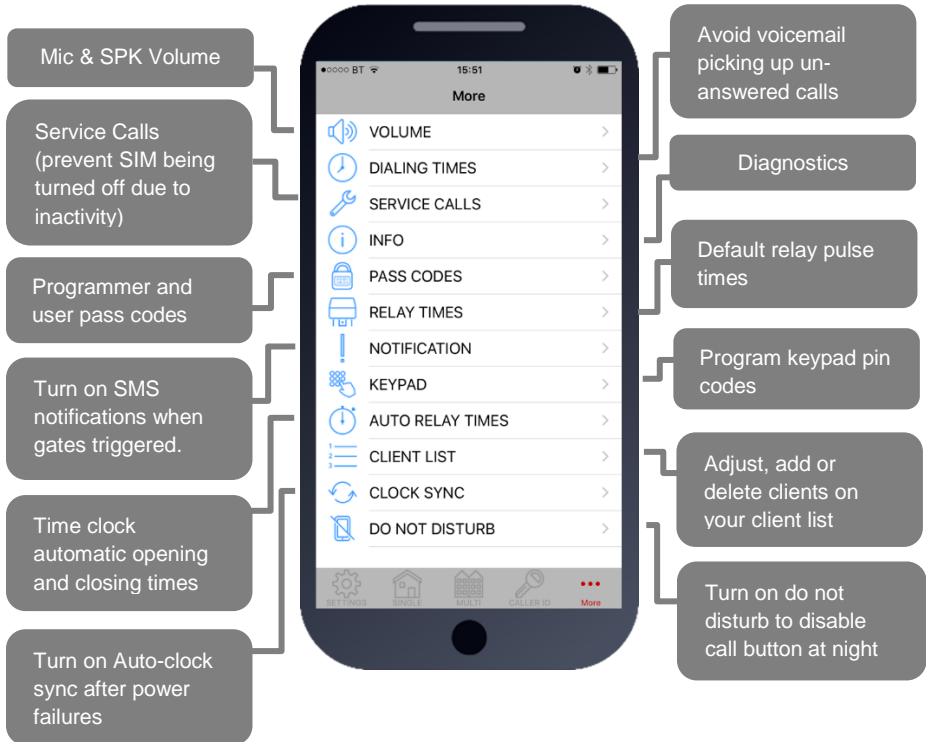 Mic & SPK Volume
Service Calls
(prevent SIM being
turned off due to
inactivity)
Programmer and
user pass codes
Turn on SMS
notifications when
gates triggered.
Time clock
automatic opening
and closing times
Turn on Auto-clock
sync after power
failures
BT 15:51
More
VOLUME
DIALING TIMES
SERVICE CALLS
INFO
PASS CODES
RELAY TIMES
NOTIFICATION
KEYPAD
AUTO RELAY TIMES
1
2
3
CLIENT LIST
CLOCK SYNC
DO NOT DISTURB
SETTINGS SINGLE MULTI CALLER ID More
Avoid voicemail
picking up un-
answered calls
Diagnostics
Default relay pulse
times
Program keypad pin
codes
Adjust, add or
delete clients on
your client list
Turn on do not
disturb to disable
call button at night